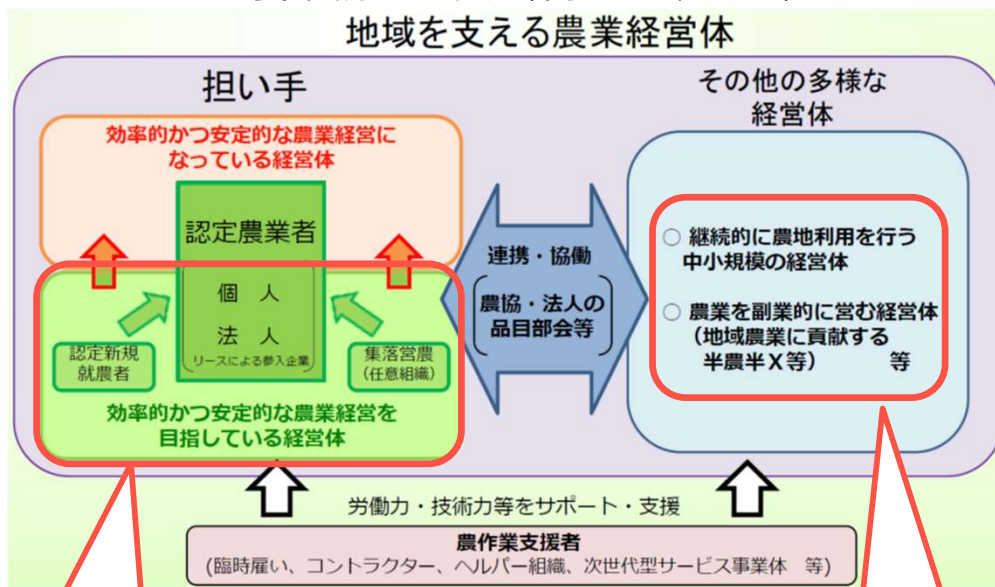 地域を支える農業経営体
担い手
効率的かつ安定的な農業経営に
なっている経営体
認定農業者
個 人
法 人
(リースによる参入企業)
認定新規
就農者
集落営農
(任意組織)
効率的かつ安定的な農業経営を
目指している経営体
連携・協働
農協・法人の
品目部会等
その他の多様な
経営体
○ 継続的に農地利用を行う
中小規模の経営体
○ 農業を副業的に営む経営体
(地域農業に貢献する
半農半X等) 等
労働力・技術力等をサポート・支援
農作業支援者
(臨時雇い、コントラクター、ヘルパー組織、次世代型サービス事業体 等)